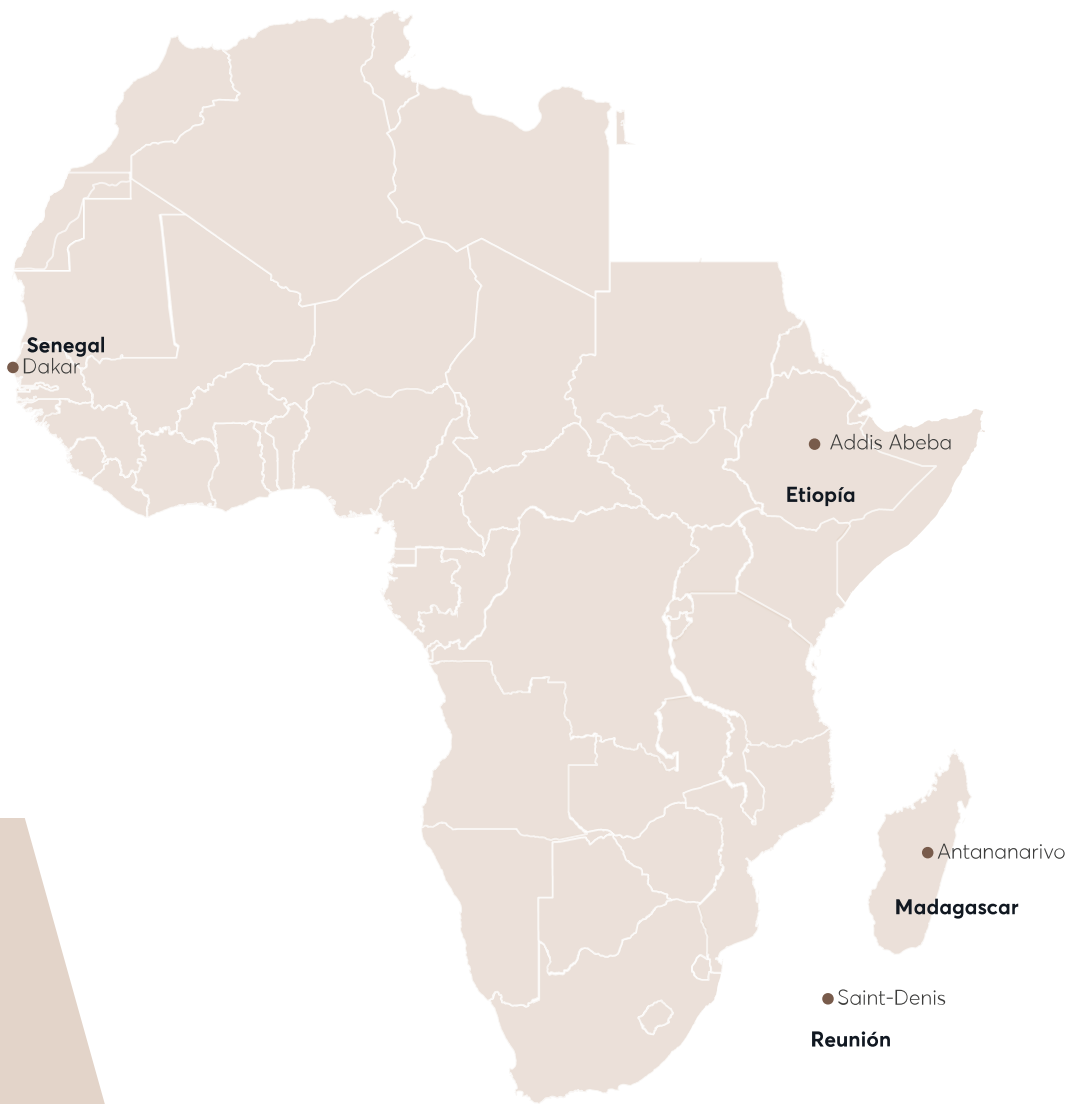 Senegal
Dakar
Addis Abeba
Etiopía
Antananarivo
Madagascar
Saint-Denis
Reunión